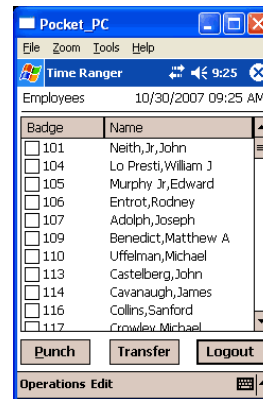 Pocket_PC
File Zoom Tools Help
Time Ranger 9:25
Employees 10/30/2007 09:25 AM
Badge Name
101 Neith,Jr,John
104 Lo Presti,William J
105 Murphy Jr,Edward
106 Entrot,Rodney
107 Adolph,Joseph
109 Benedict,Matthew A
110 Uffelman,Michael
113 Castelberg,John
114 Cavanaugh,James
116 Collins,Sanford
117 Crowley,Michael
Punch Transfer Logout
Operations Edit